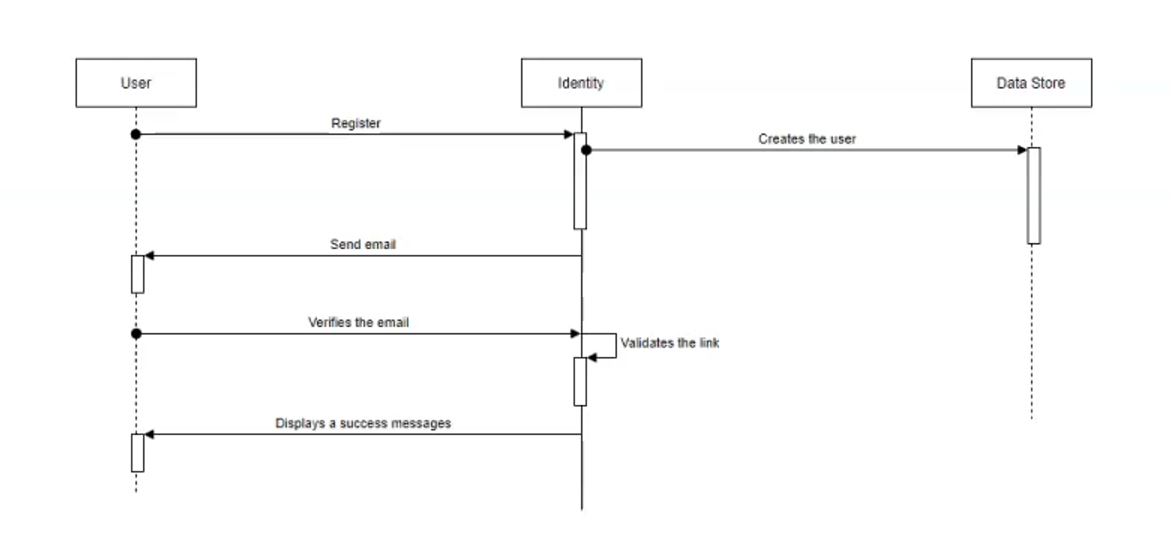 User
Identity
Data Store
Register
Creates the user
Send email
Verifies the email
Validates the link
Displays a success messages